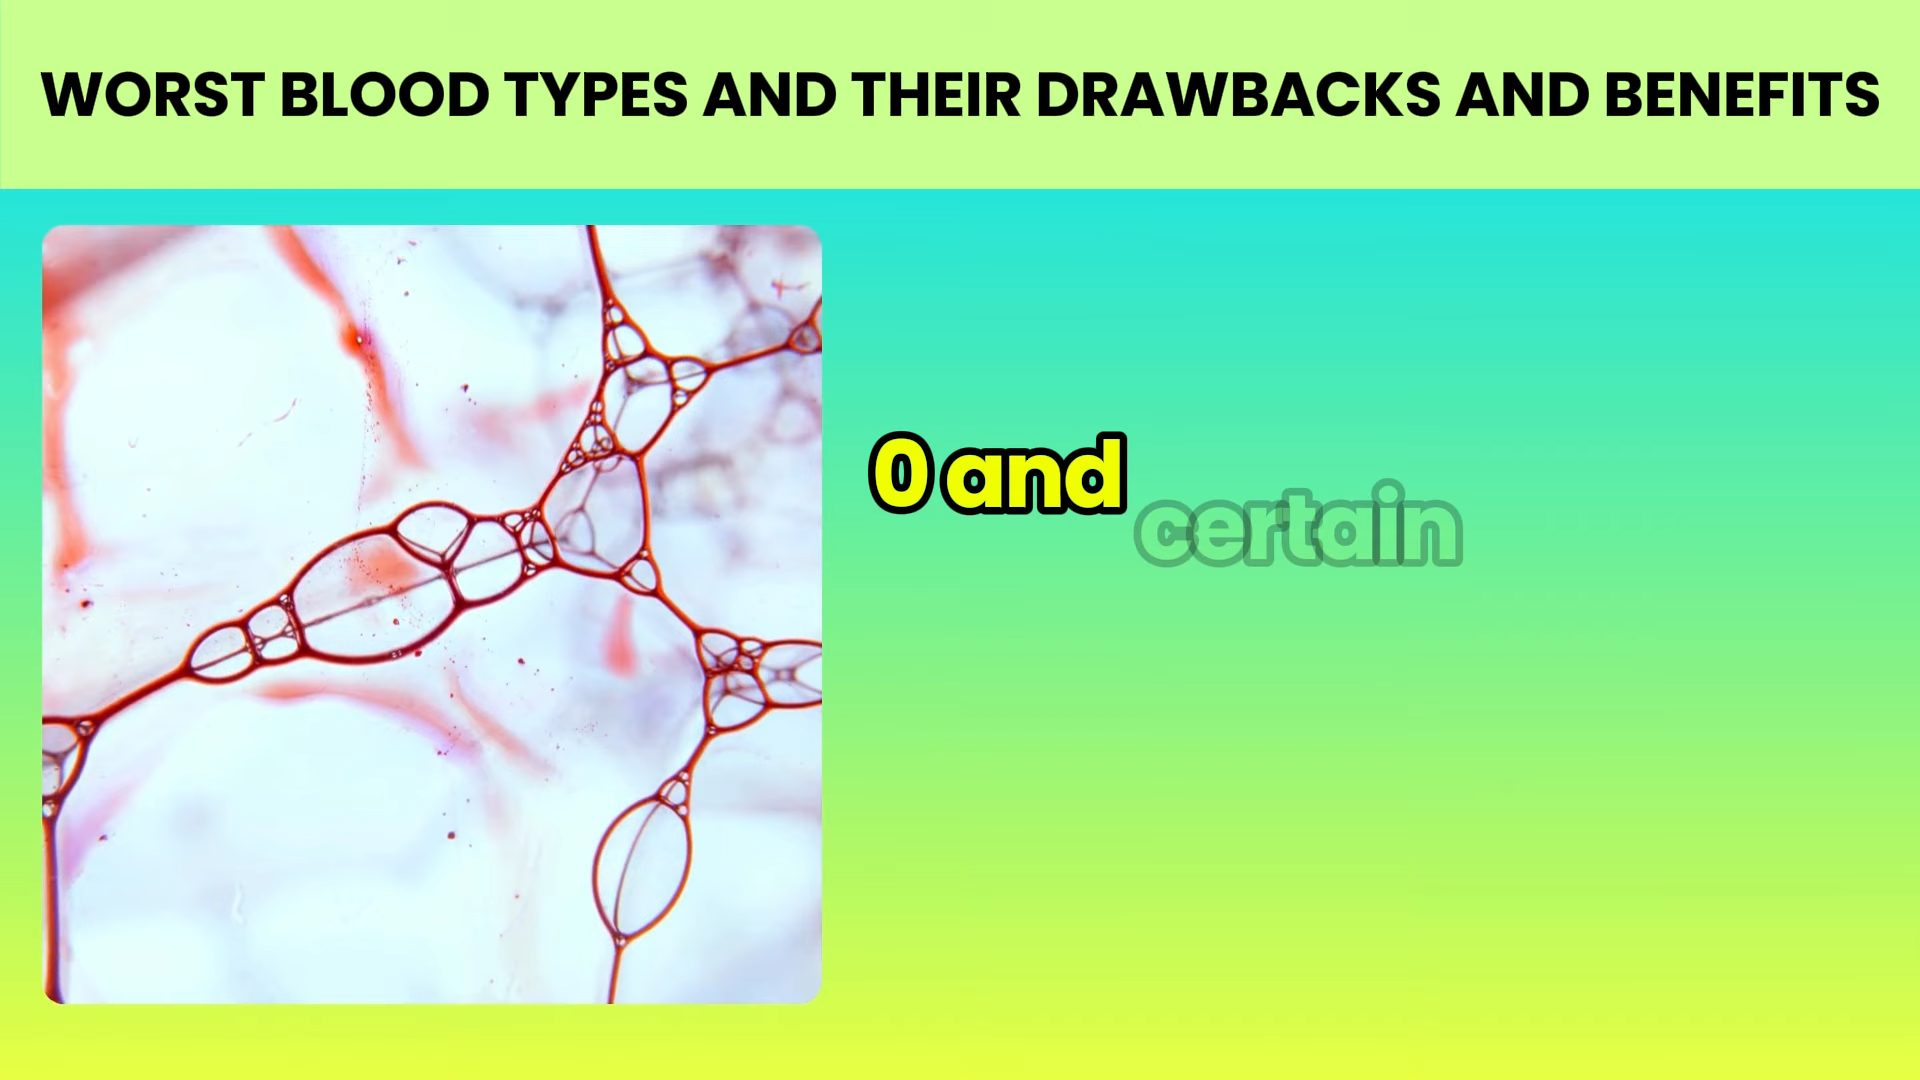 WORST BLOOD TYPES AND THEIR DRAWBACKS AND BENEFITS
0 and
certain